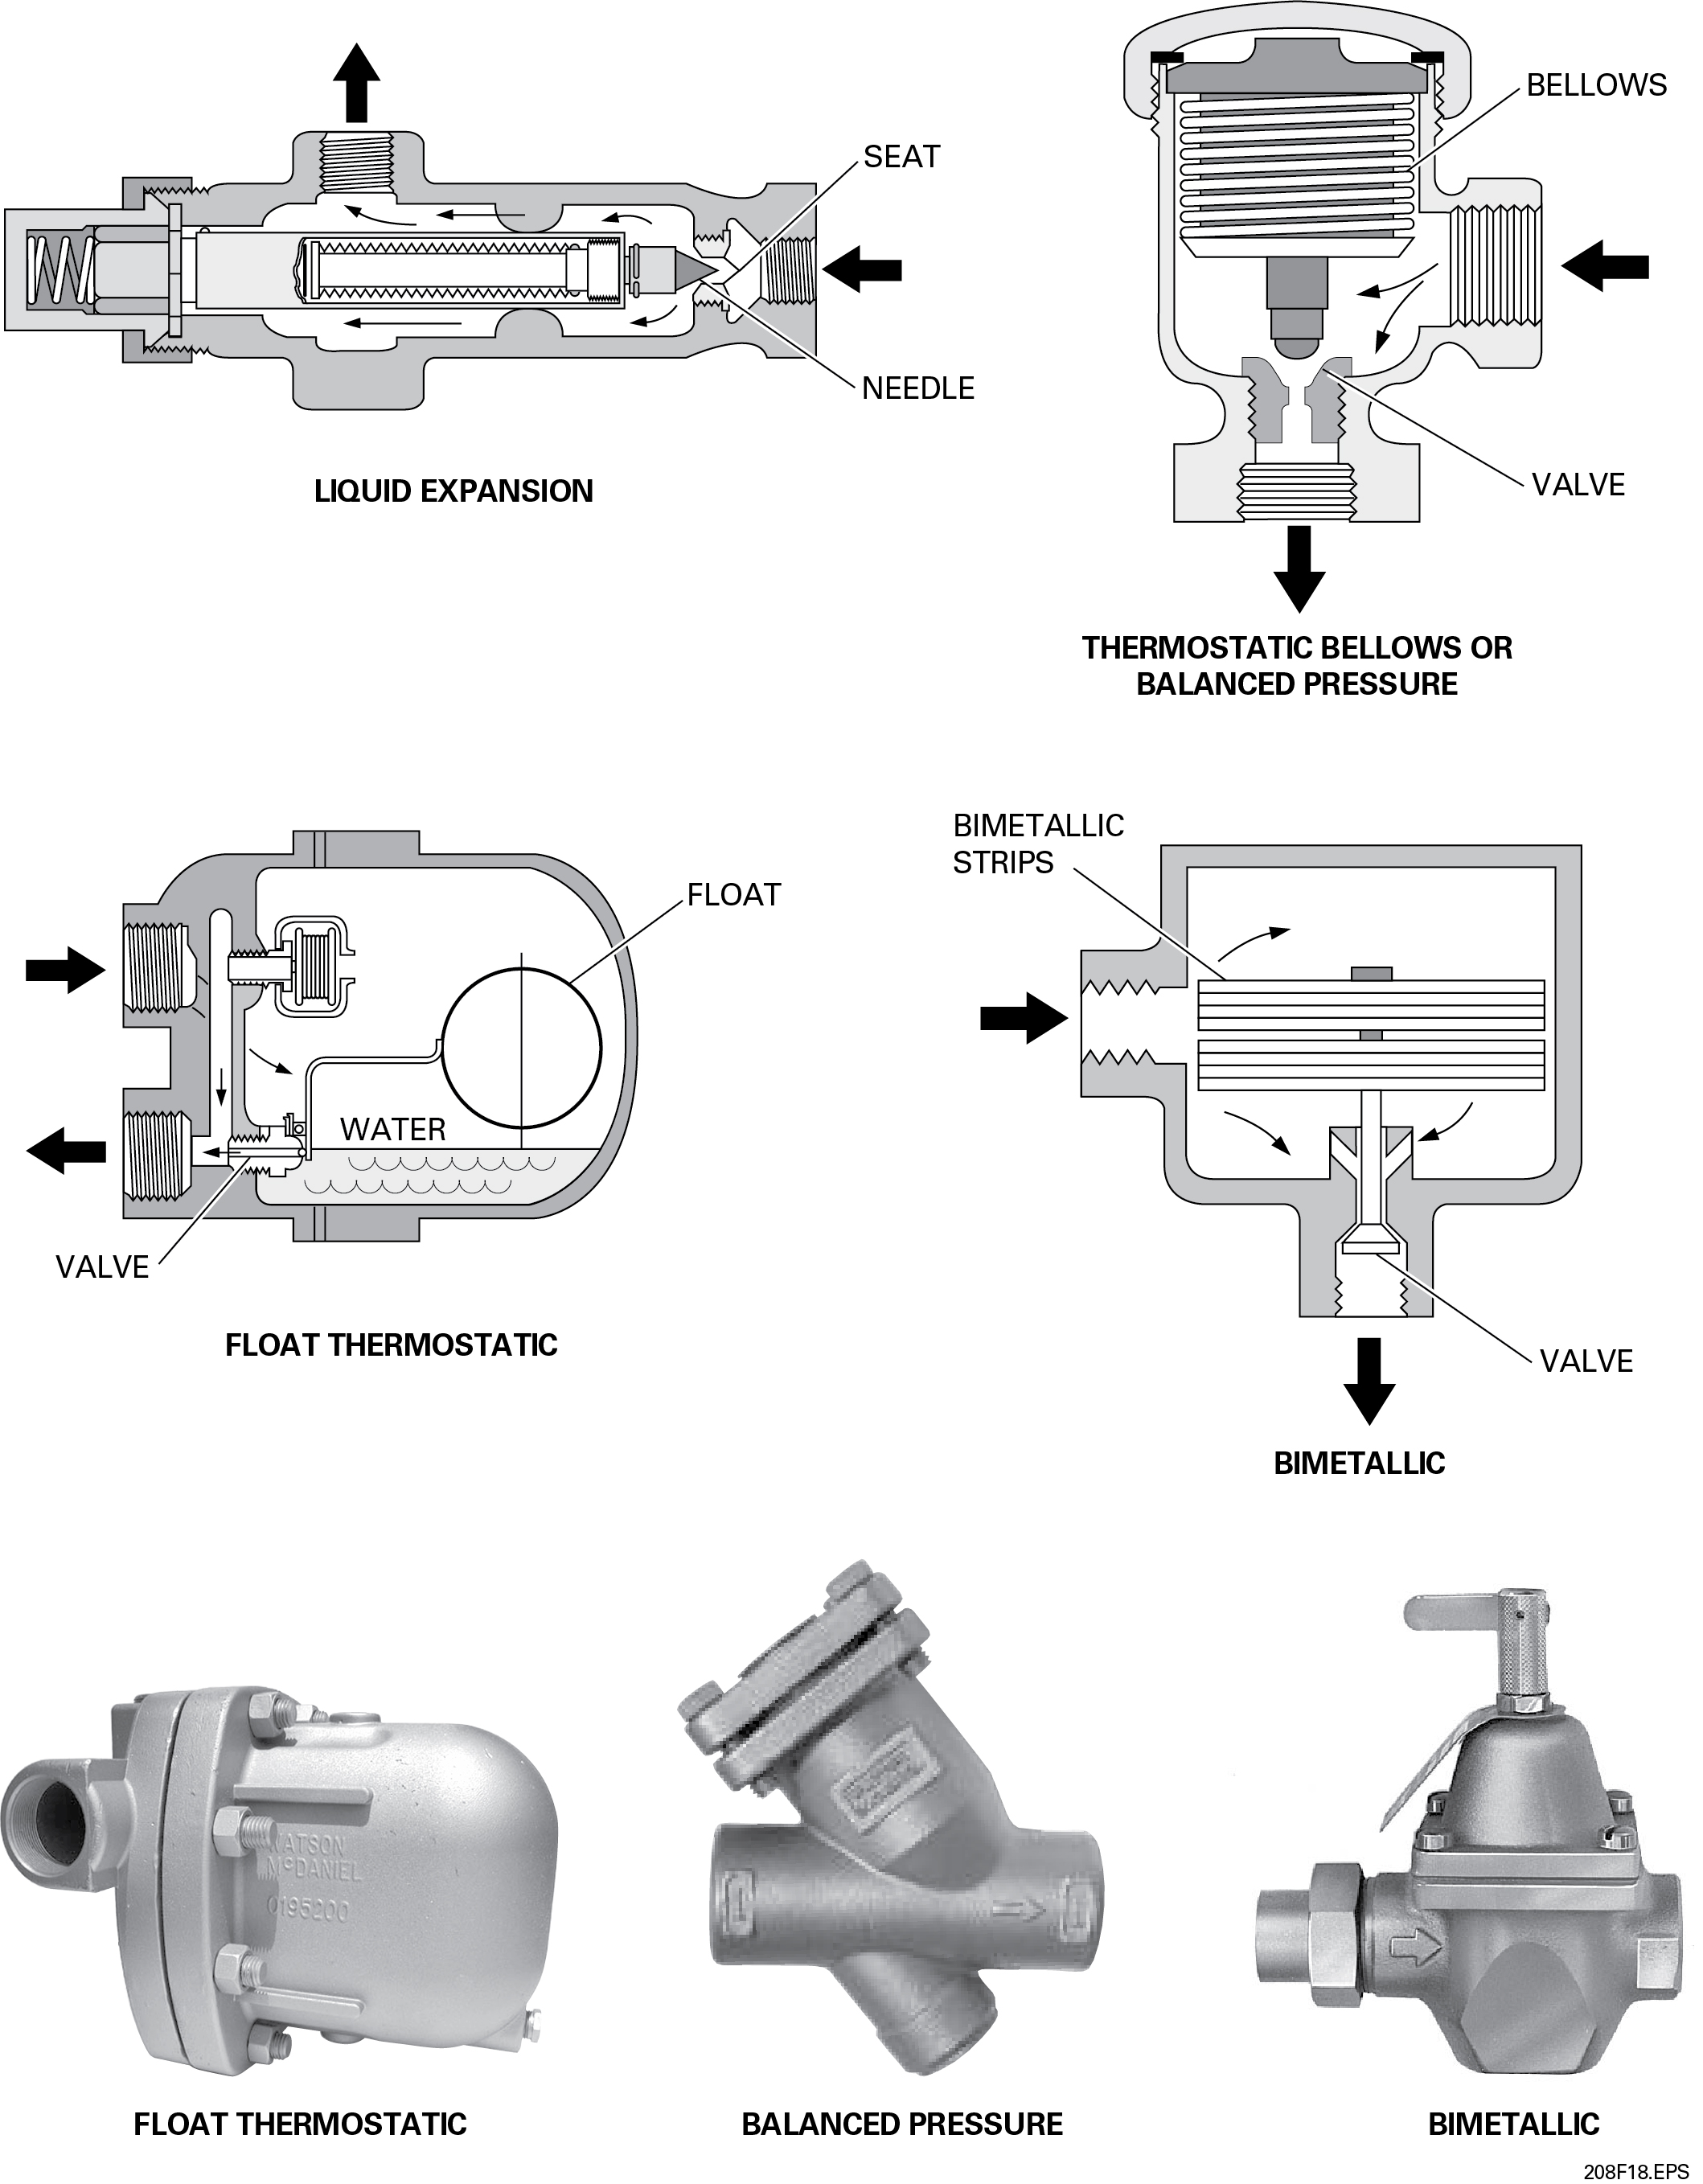 BELLOWS
SEAT
NEEDLE
VALVE
LIQUID EXPANSION
THERMOSTATIC BELLOWS OR
BALANCED PRESSURE
BIMETALLIC
STRIPS
FLOAT
WATER
VALVE
FLOAT THERMOSTATIC
VALVE
BIMETALLIC
ATSON
McDANIEL
0195200
FLOAT THERMOSTATIC
BALANCED PRESSURE
BIMETALLIC
208F18.EPS